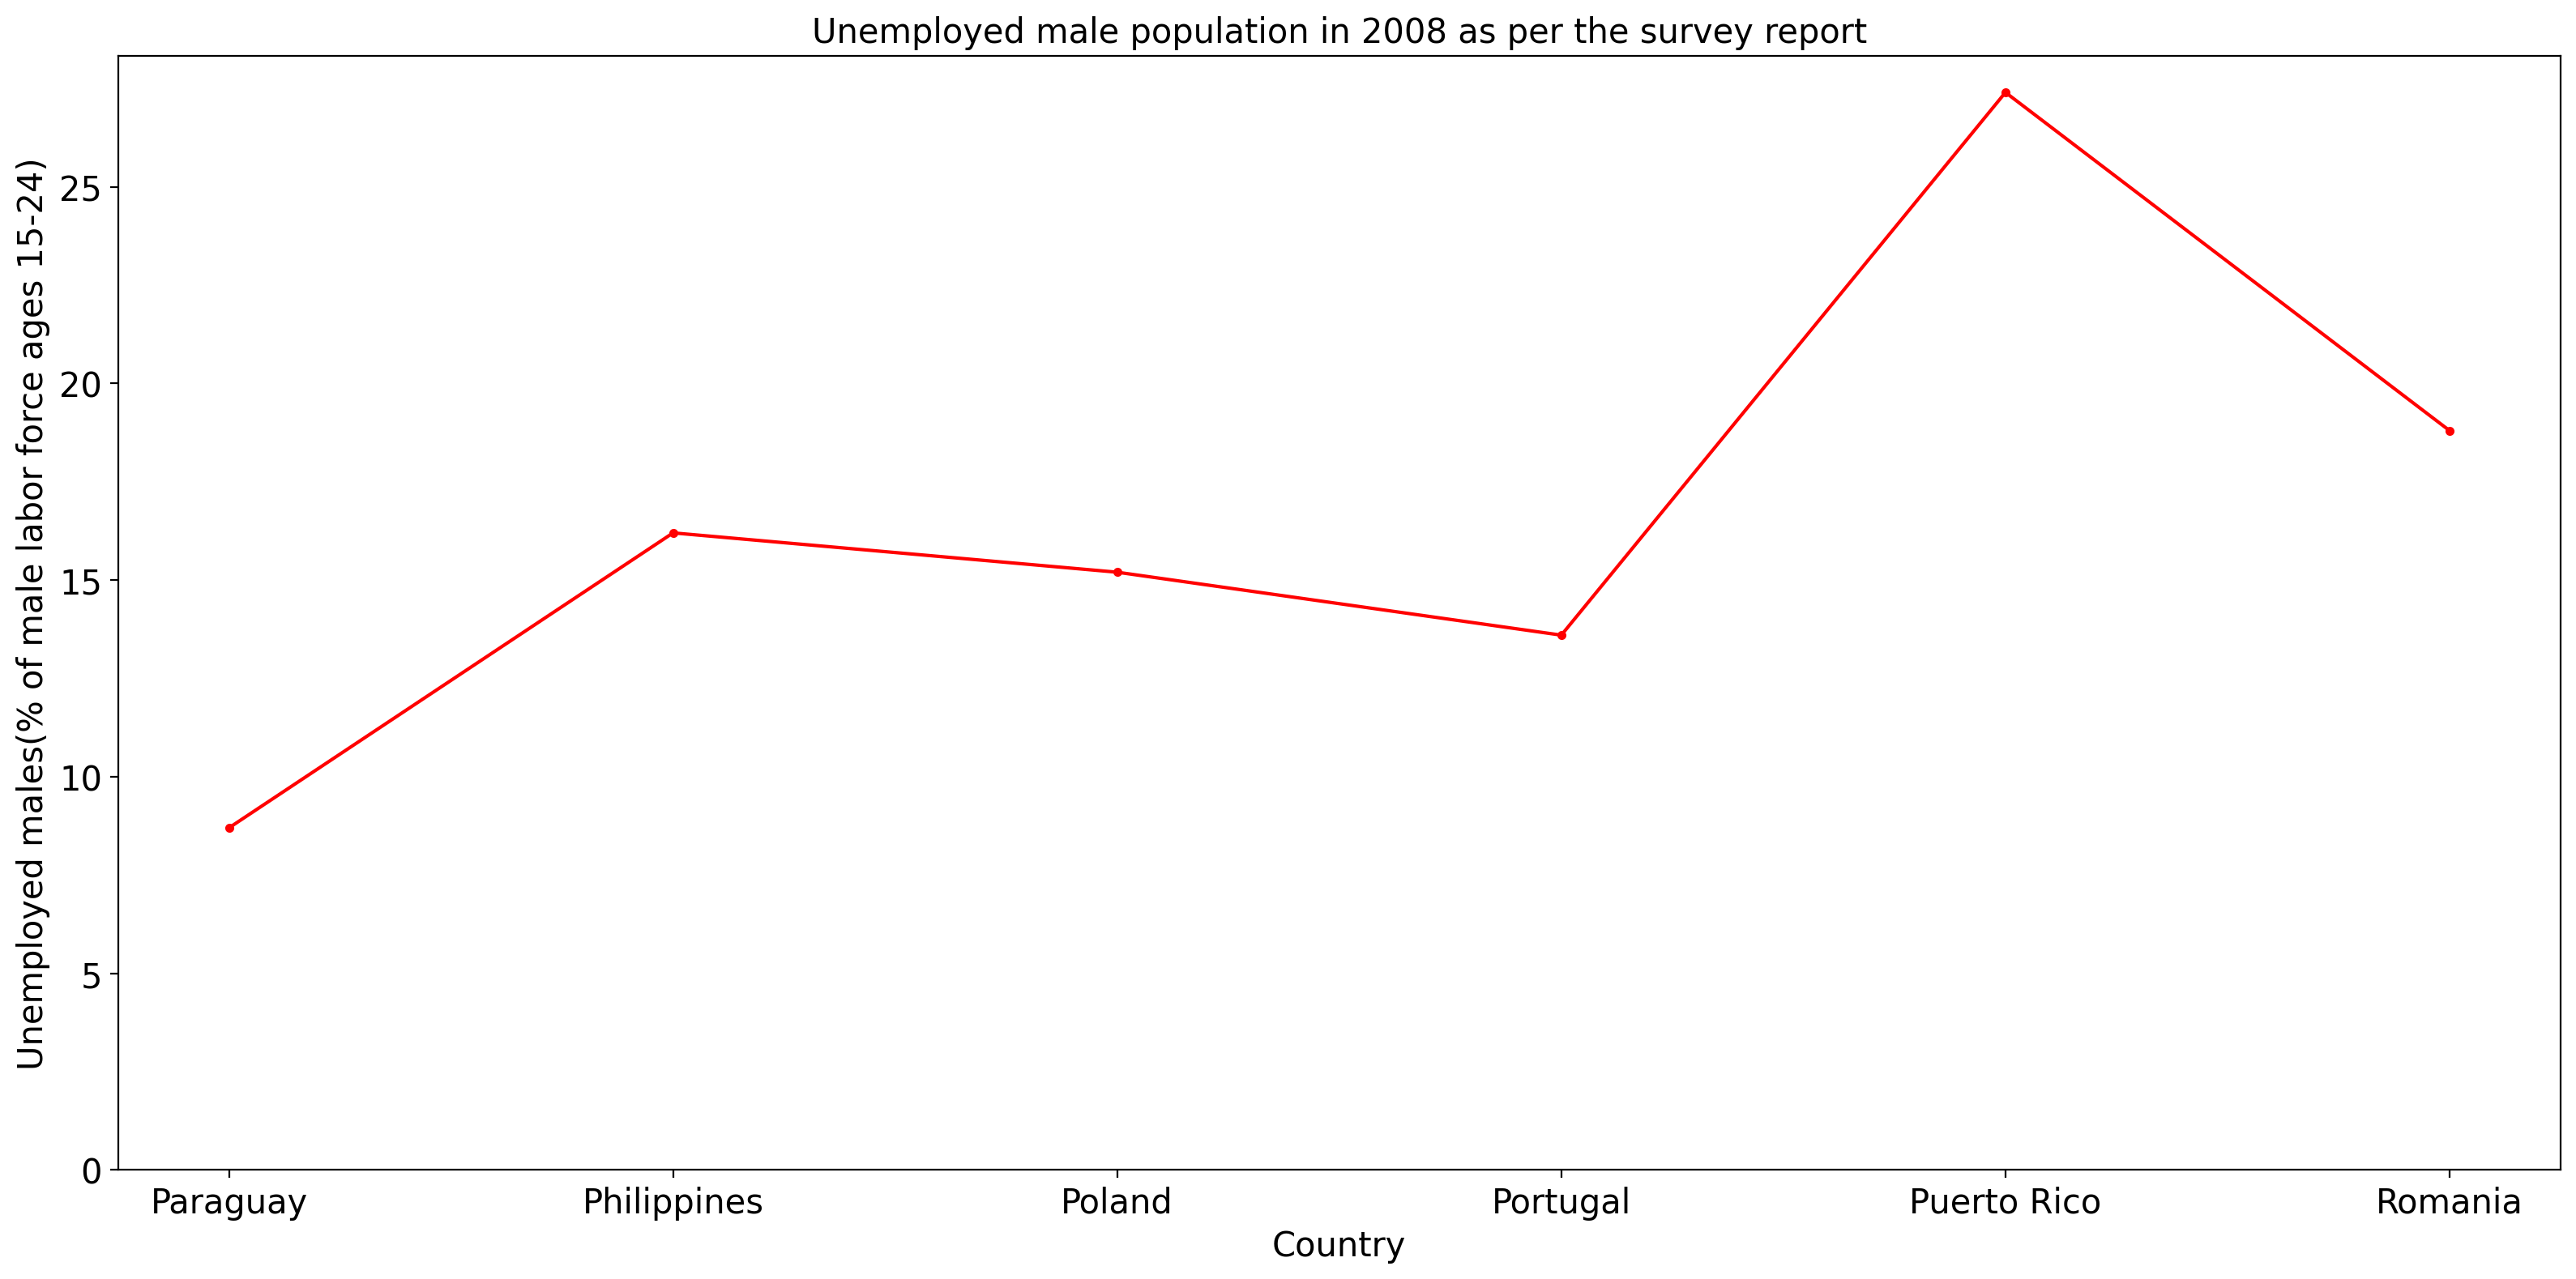 Unemployed male population in 2008 as per the survey report
Unemployed males(% of male labor force ages 15-24)
25
20
15
10
5
0
Paraguay Philippines Poland Portugal Puerto Rico Romania
Country